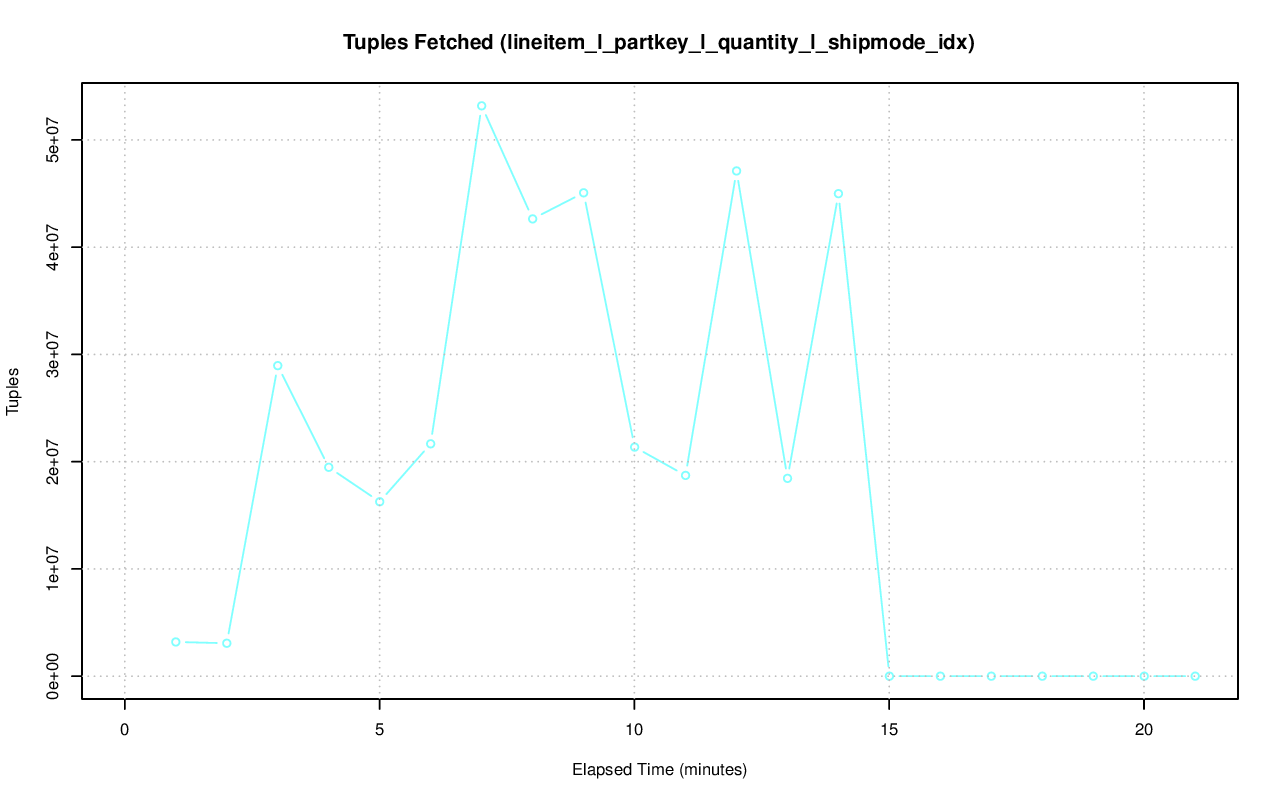 Tuples Fetched (lineitem_l_partkey_l_quantity_l_shipmode_idx)
Tuples
5e+07
4e+07
3e+07
2e+07
1e+07
0e+00
0 5 10 15 20
Elapsed Time (minutes)